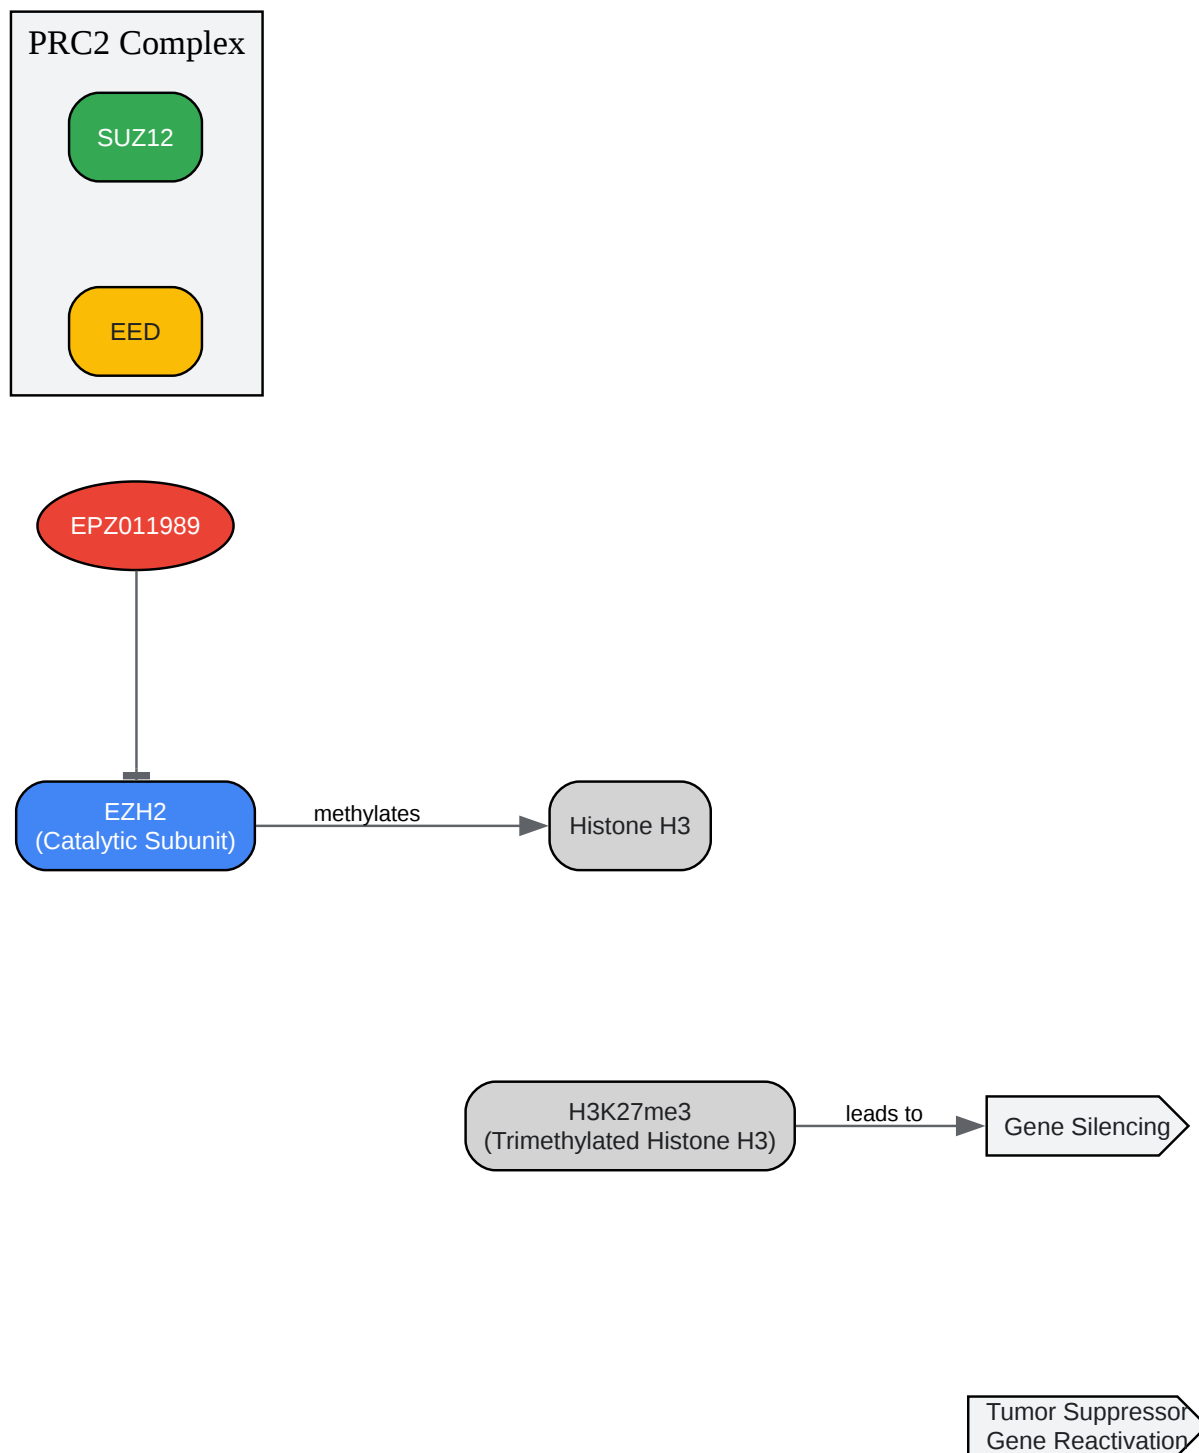 PRC2 Complex
SUZ12
EED
EPZ011989
EZH2
(Catalytic Subunit)
methylates
Histone H3
H3K27me3
(Trimethylated Histone H3)
leads to
Gene Silencing
Tumor Suppressor
Gene Reactivation